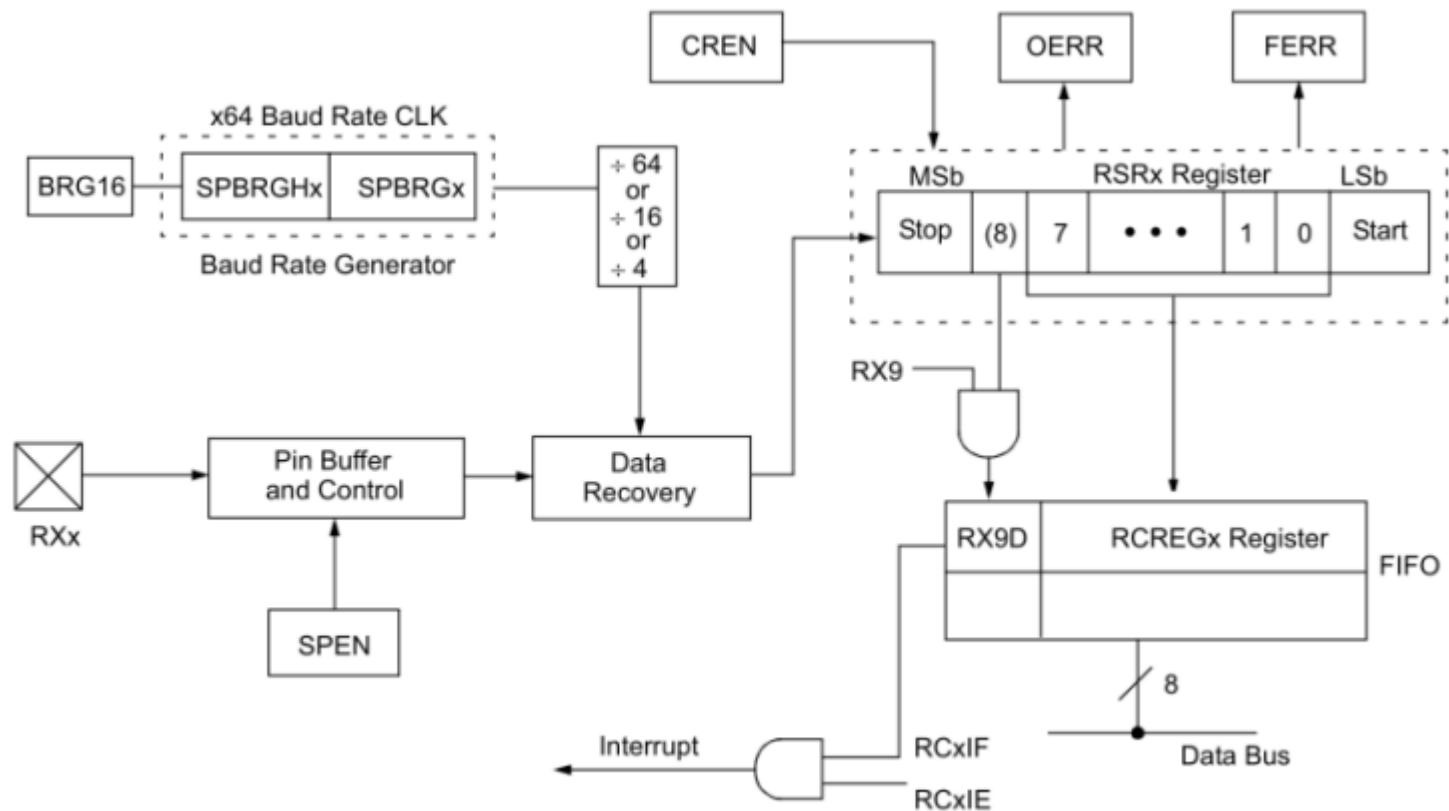 CREN
OERR
FERR
x64 Baud Rate CLK
BRG16
SPBRGHx
SPBRGx
Baud Rate Generator
÷ 64
or
÷ 16
or
÷ 4
MSb
RSRx Register
LSb
Stop
(8)
7
• • •
1
0
Start
RX9
RXx
Pin Buffer
and Control
Data
Recovery
SPEN
RX9D
RCREGx Register
FIFO
8
Data Bus
Interrupt
RCxIF
RCxIE